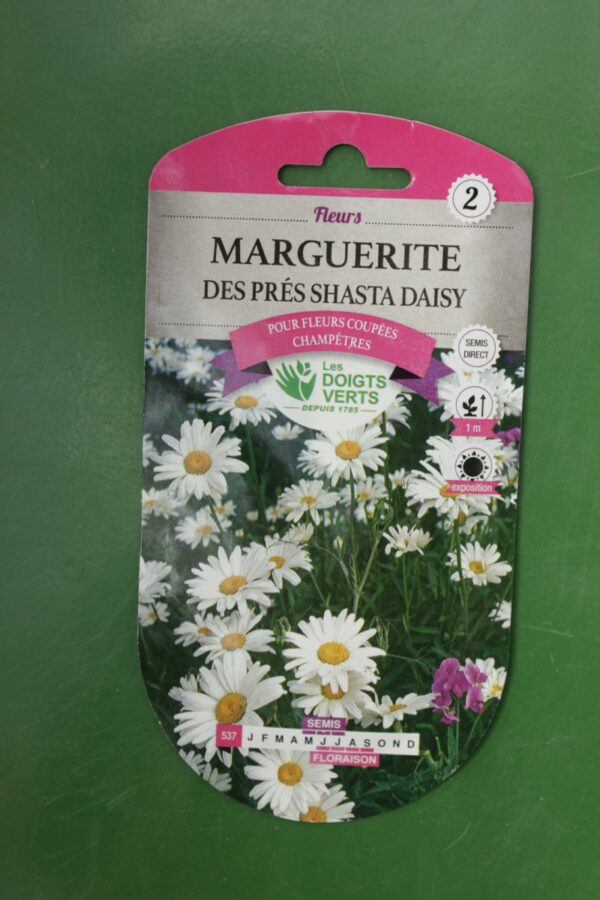 2
Fleurs
MARGUERITE
DES PRÉS SHASTA DAISY
POUR FLEURS COUPÉES
CHAMPÊTRES
SEMIS
DIRECT
Les
DOIGTS
VERTS
DEPUIS 1785
1 m
exposition
SEMIS
537 J F M A M J J A S O N D
FLORAISON